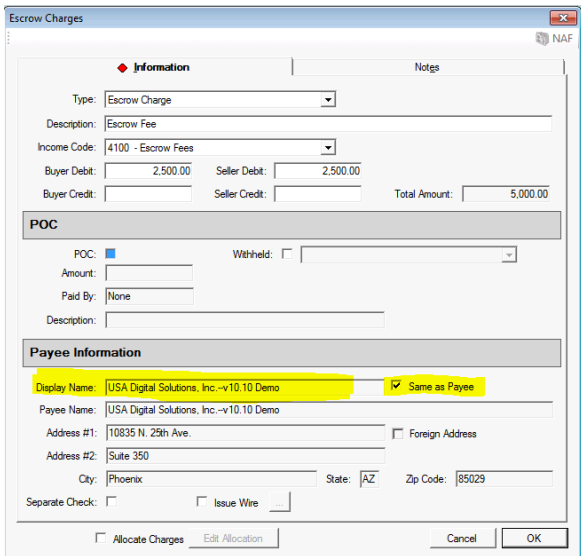 Escrow Charges
NAF
Information Notes
Type: Escrow Charge
Description: Escrow Fee
Income Code: 4100 - Escrow Fees
Buyer Debit: 2,500.00 Seller Debit: 2,500.00
Buyer Credit: Seller Credit: Total Amount: 5,000.00
POC
POC: Withheld:
Amount:
Paid By: None
Description:
Payee Information
Display Name: USA Digital Solutions, Inc.--v10.10 Demo Same as Payee
Payee Name: USA Digital Solutions, Inc.--v10.10 Demo
Address #1: 10835 N. 25th Ave. Foreign Address
Address #2: Suite 350
City: Phoenix State: AZ Zip Code: 85029
Separate Check: Issue Wire ...
Allocate Charges Edit Allocation Cancel OK